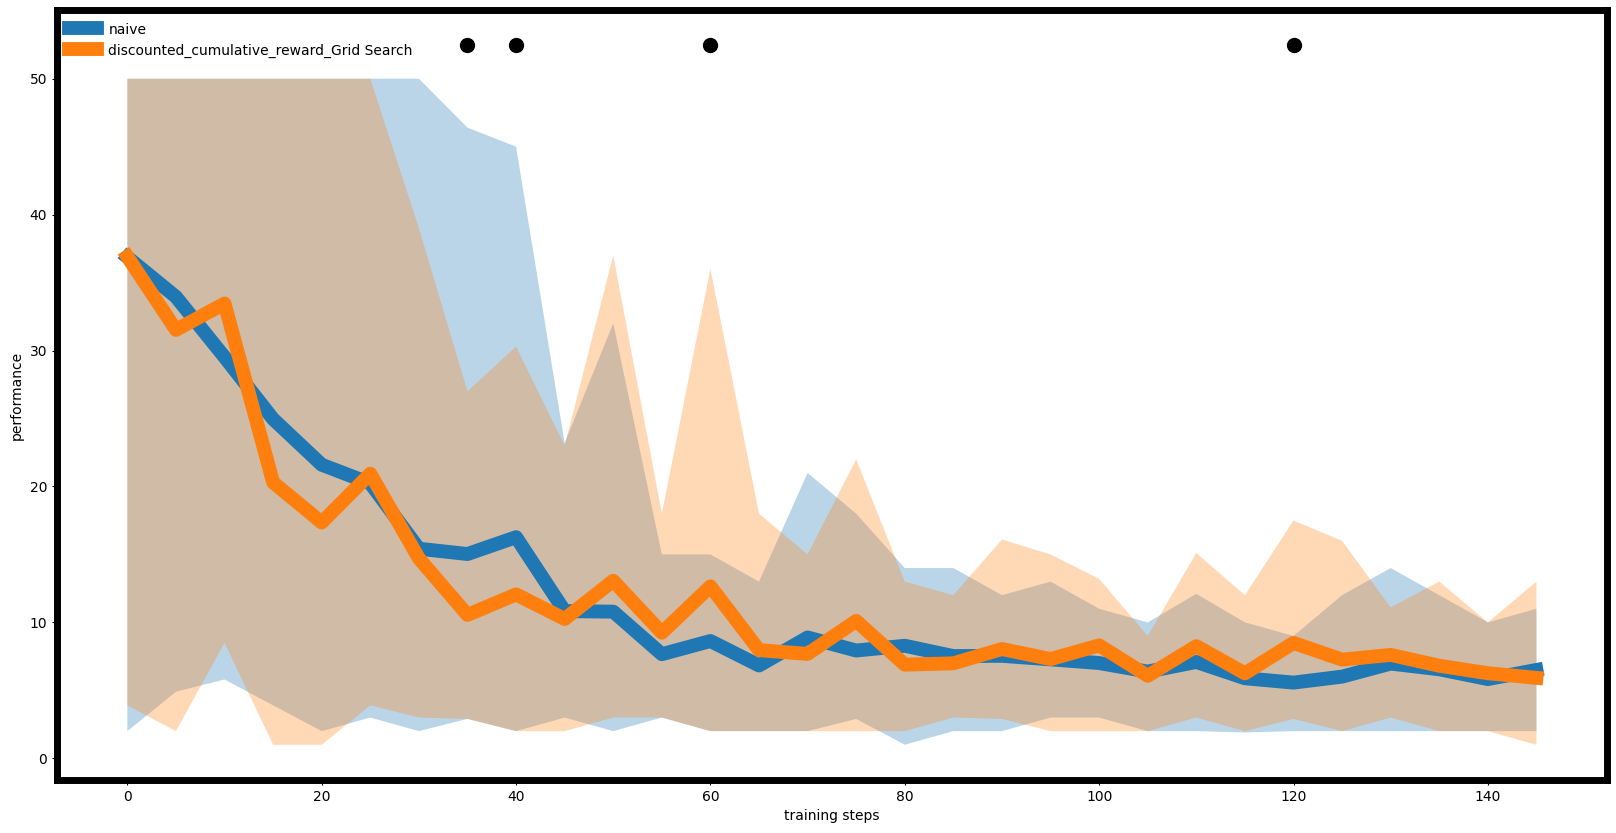 naive
discounted_cumulative_reward_Grid Search
50
40
30
20
10
0
performance
0 20 40 60 80 100 120 140
training steps